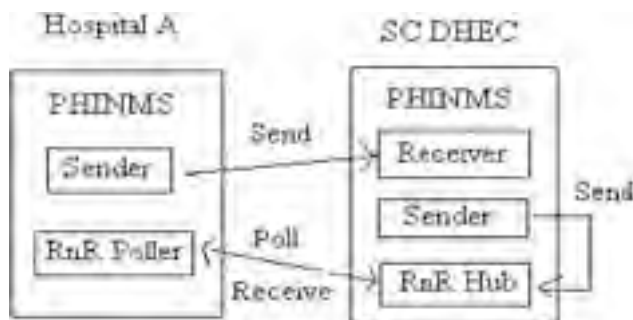 Hospital A
SC DHEC
PHINMS
Sender
RnR Poller
Send
Poll
Receive
PHINMS
Receiver
Sender
RnR Hub
Send